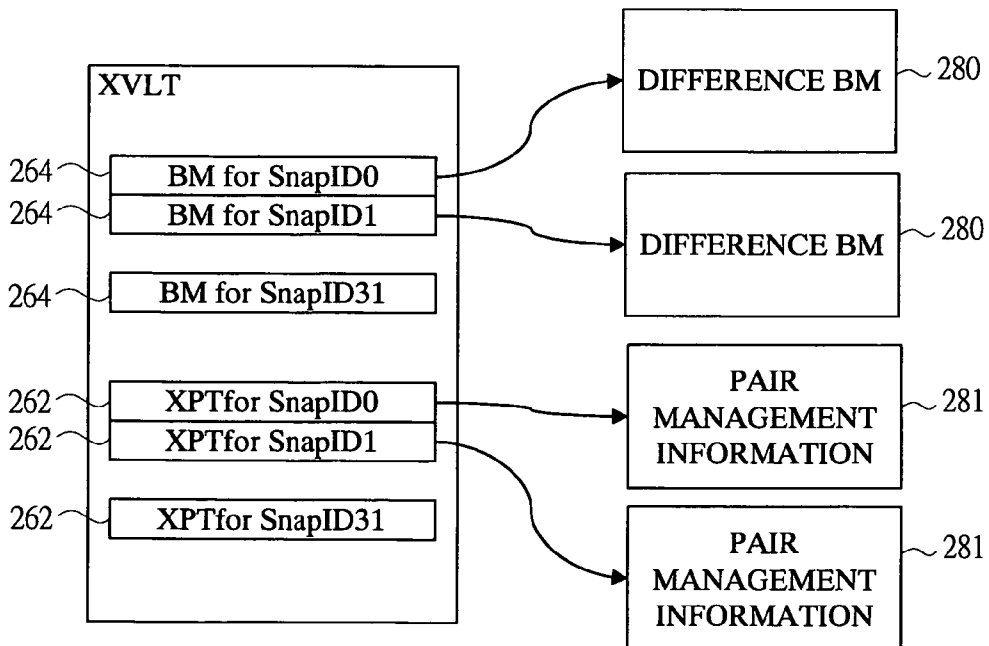 XVLT
264
BM for SnapID0
264
BM for SnapID1
264
BM for SnapID31
262
XPTfor SnapID0
262
XPTfor SnapID1
262
XPTfor SnapID31
DIFFERENCE BM
280
DIFFERENCE BM
280
PAIR
MANAGEMENT
INFORMATION
281
PAIR
MANAGEMENT
INFORMATION
281